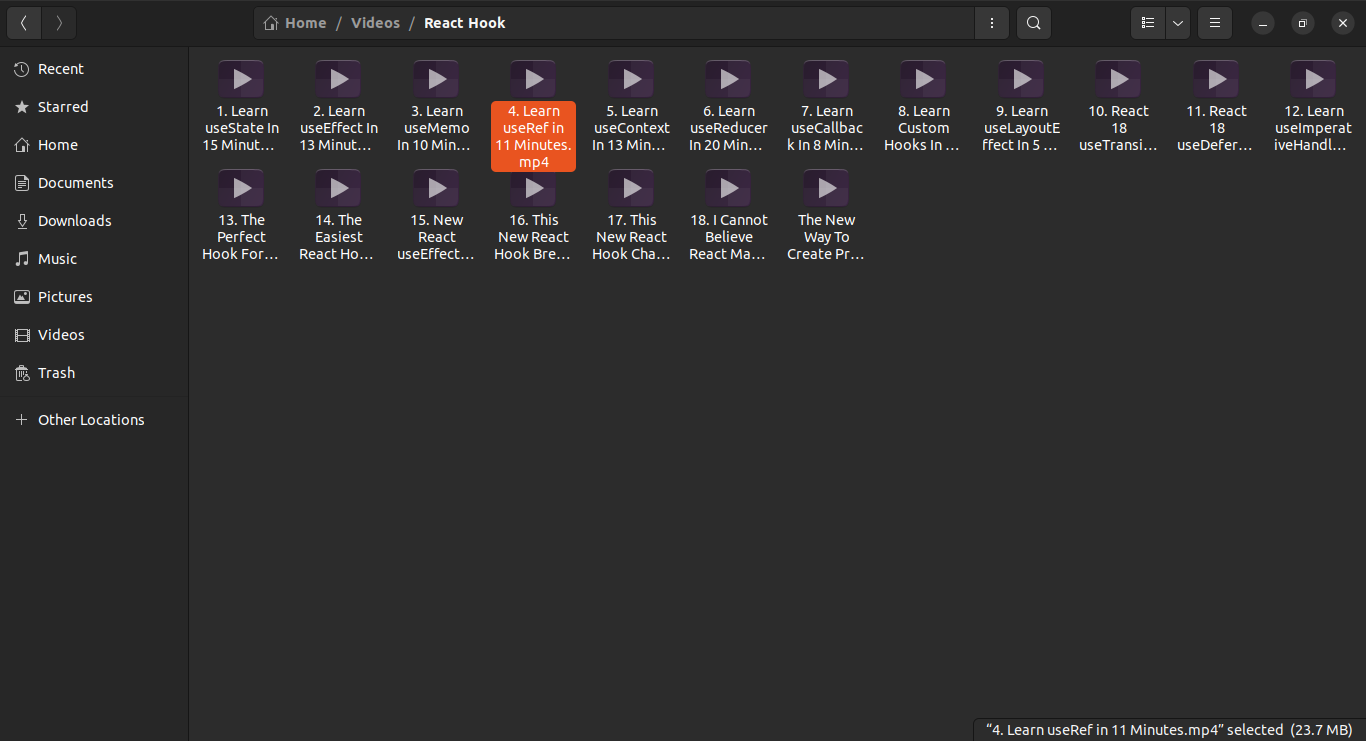 Home / Videos / React Hook
Recent
Starred
Home
Documents
Downloads
Music
Pictures
Videos
Trash
Other Locations
1. Learn
useState In
15 Minut...
2. Learn
useEffect In
13 Minut...
3. Learn
useMemo
In 10 Min...
4. Learn
useRef in
11 Minutes.
mp4
5. Learn
useContext
In 13 Min...
6. Learn
useReducer
In 20 Min...
7. Learn
useCallbac
k In 8 Min...
8. Learn
Custom
Hooks In ...
9. Learn
useLayoutE
ffect In 5 ...
10. React
18
useTransi...
11. React
18
useDefer...
12. Learn
useImperat
iveHandl...
13. The
Perfect
Hook For...
14. The
Easiest
React Ho...
15. New
React
useEffect...
16. This
New React
Hook Bre...
17. This
New React
Hook Cha...
18. I Cannot
Believe
React Ma...
The New
Way To
Create Pr...
“4. Learn useRef in 11 Minutes.mp4” selected (23.7 MB)